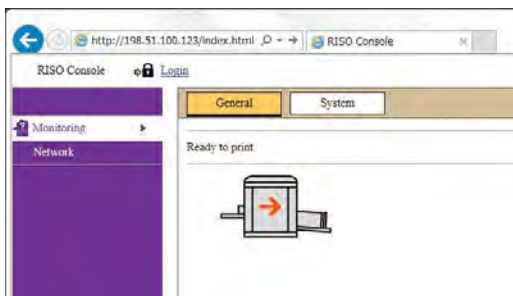 http://198.51.100.123/index.html
RISO Console
RISO Console
Login
General
System
Monitoring
Network
Ready to print.